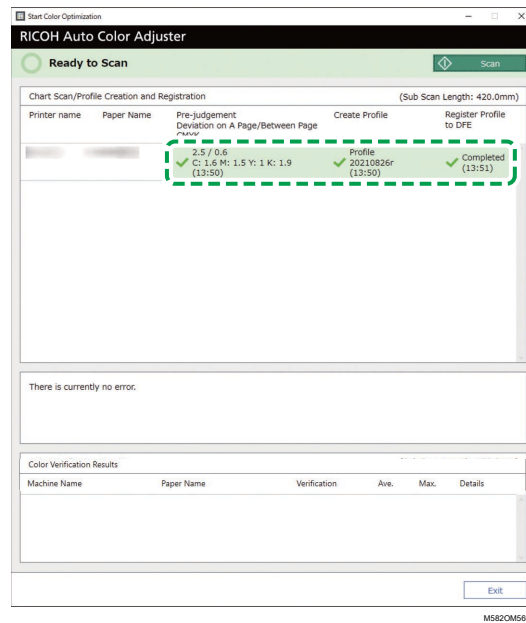 Start Color Optimization
RICOH Auto Color Adjuster
Ready to Scan
Scan
Chart Scan/Profile Creation and Registration (Sub Scan Length: 420.0mm)
Printer name Paper Name Pre-judgement Create Profile Register Profile
Deviation on A Page/Between Page to DFE
CMYK
2.5 / 0.6 Profile Completed
C: 1.6 M: 1.5 Y: 1 K: 1.9 20210826r (13:51)
(13:50) (13:50)
There is currently no error.
Color Verification Results
Machine Name Paper Name Verification Ave. Max. Details
Exit
M582OM56